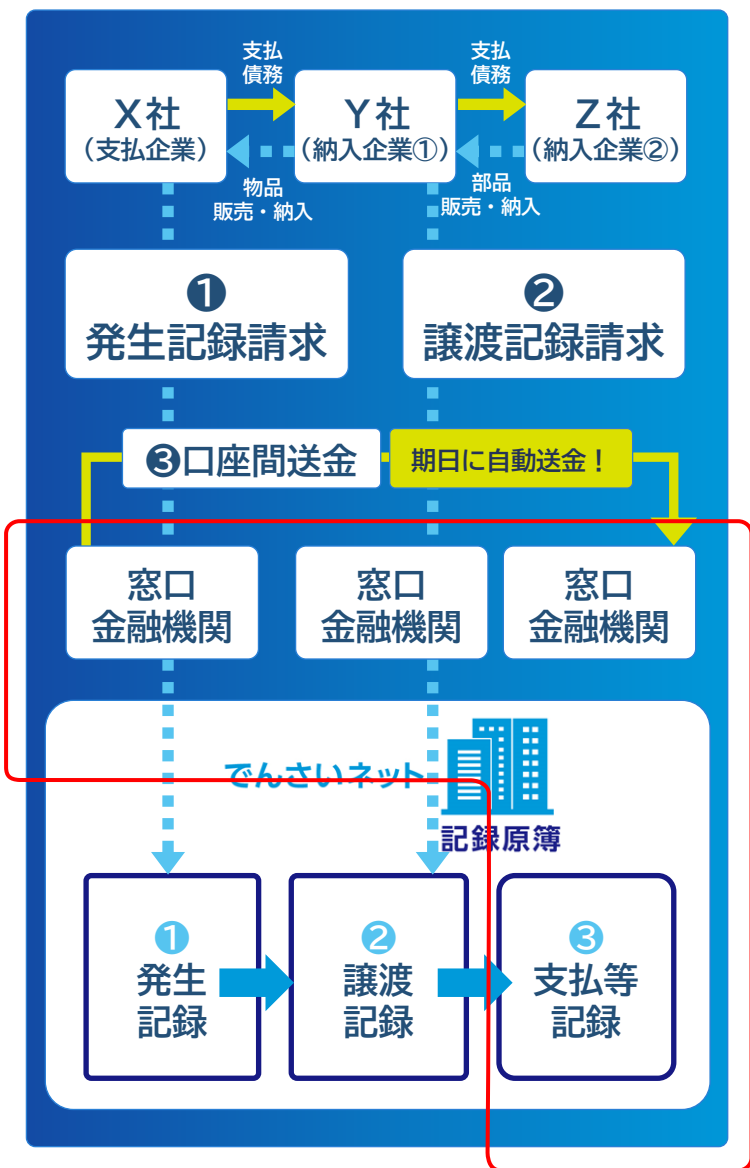 支払
債務
支払
債務
X社
(支払企業)
Y社
(納入企業①)
Z社
(納入企業②)
物品
販売・納入
部品
販売・納入
❶
発生記録請求
❷
譲渡記録請求
❸口座間送金
期日に自動送金！
窓口
金融機関
窓口
金融機関
窓口
金融機関
でんさいネット
記録原簿
❶
発生
記録
❷
譲渡
記録
❸
支払等
記録